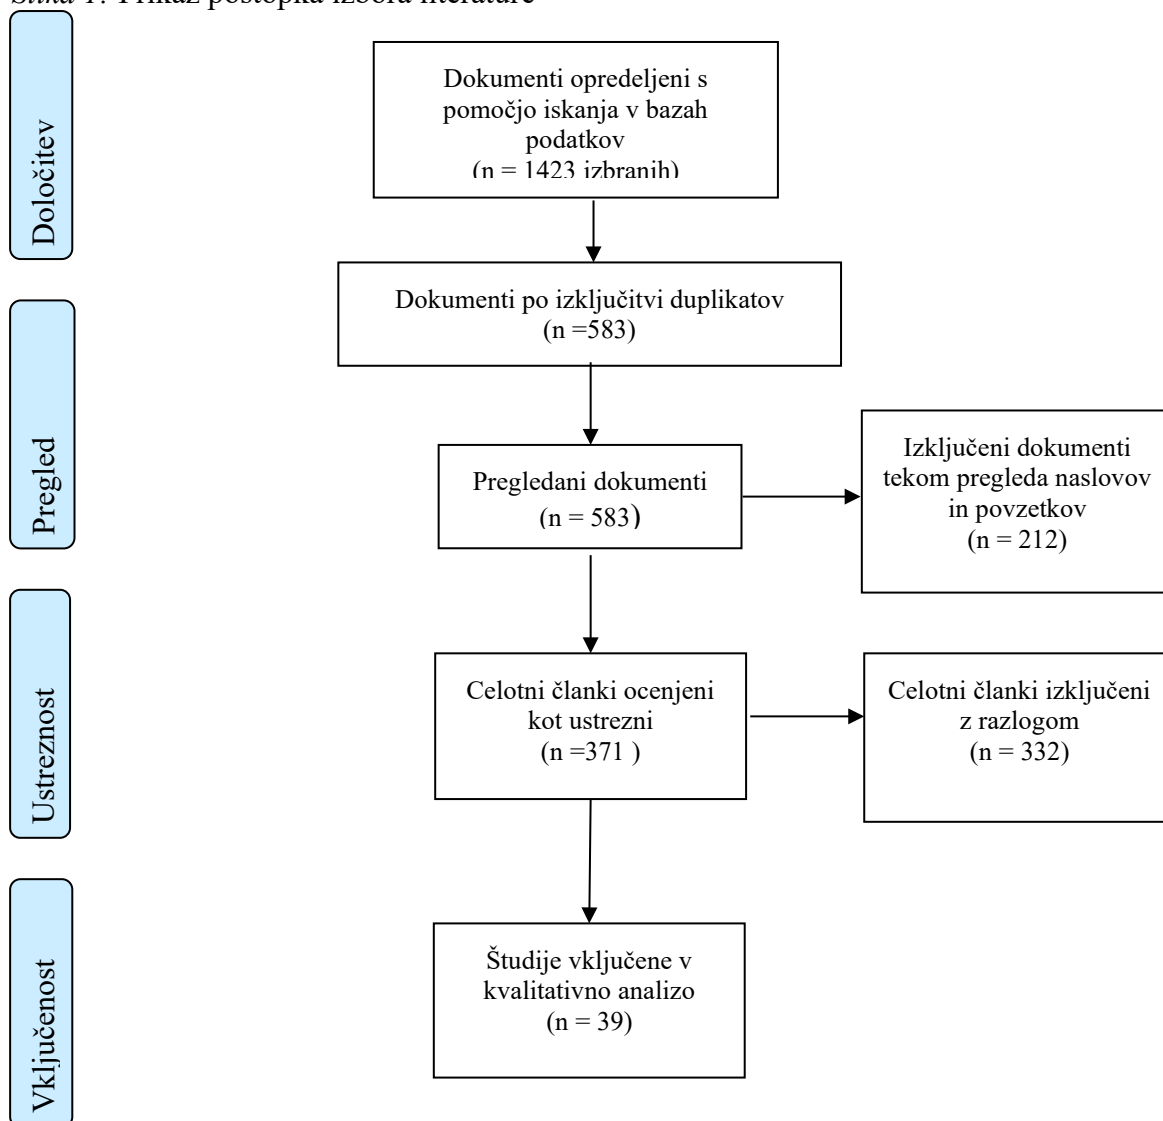 Slika 1: Prikaz postopka izbora literature
Določitev
Dokumenti opredeljeni s
pomočjo iskanja v bazah
podatkov
(n = 1423 izbranih)
Dokumenti po izključitvi duplikatov
(n =583)
Pregled
Pregledani dokumenti
(n = 583)
Izključeni dokumenti
tekom pregleda naslovov
in povzetkov
(n = 212)
Ustreznost
Celotni članki ocenjeni
kot ustrezni
(n =371 )
Celotni članki izključeni
z razlogom
(n = 332)
Vključenost
Študije vključene v
kvalitativno analizo
(n = 39)